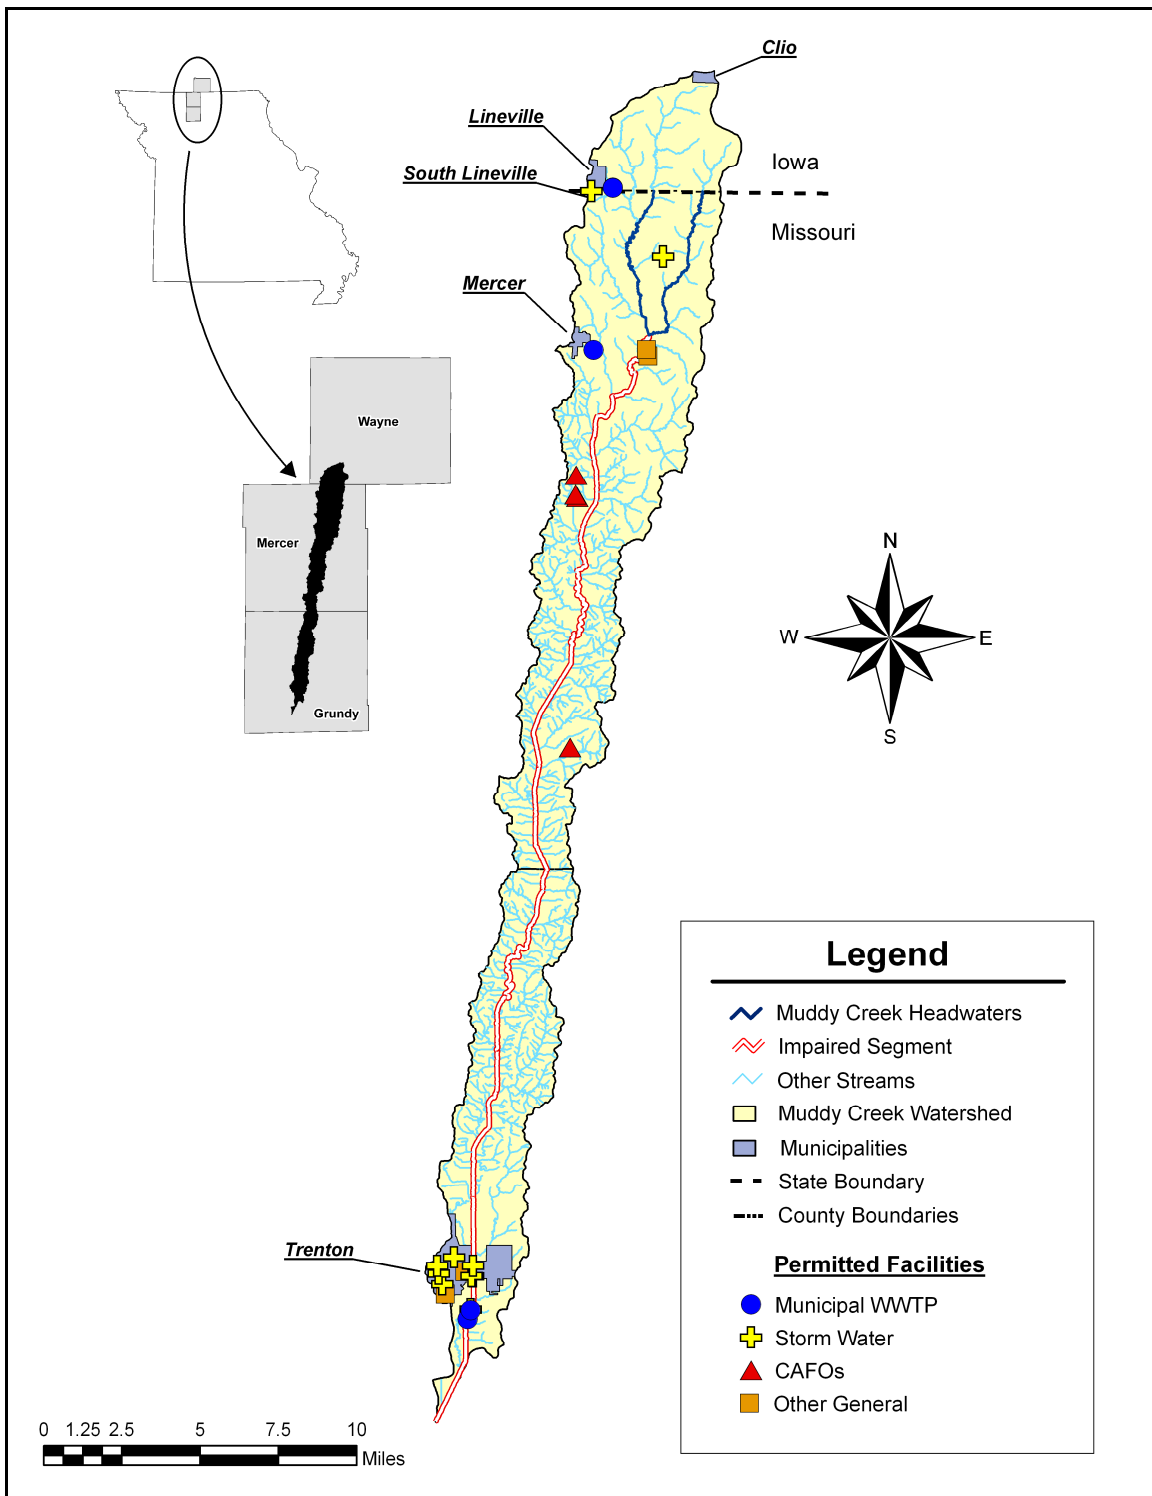 Clio
Lineville
South Lineville
Iowa
Missouri
Mercer
Wayne
Mercer
Grundy
N
W
E
S
Trenton
Legend
Muddy Creek Headwaters
Impaired Segment
Other Streams
Muddy Creek Watershed
Municipalities
State Boundary
County Boundaries
Permitted Facilities
Municipal WWTP
Storm Water
CAFOs
Other General
0 1.25 2.5 5 7.5 10
Miles